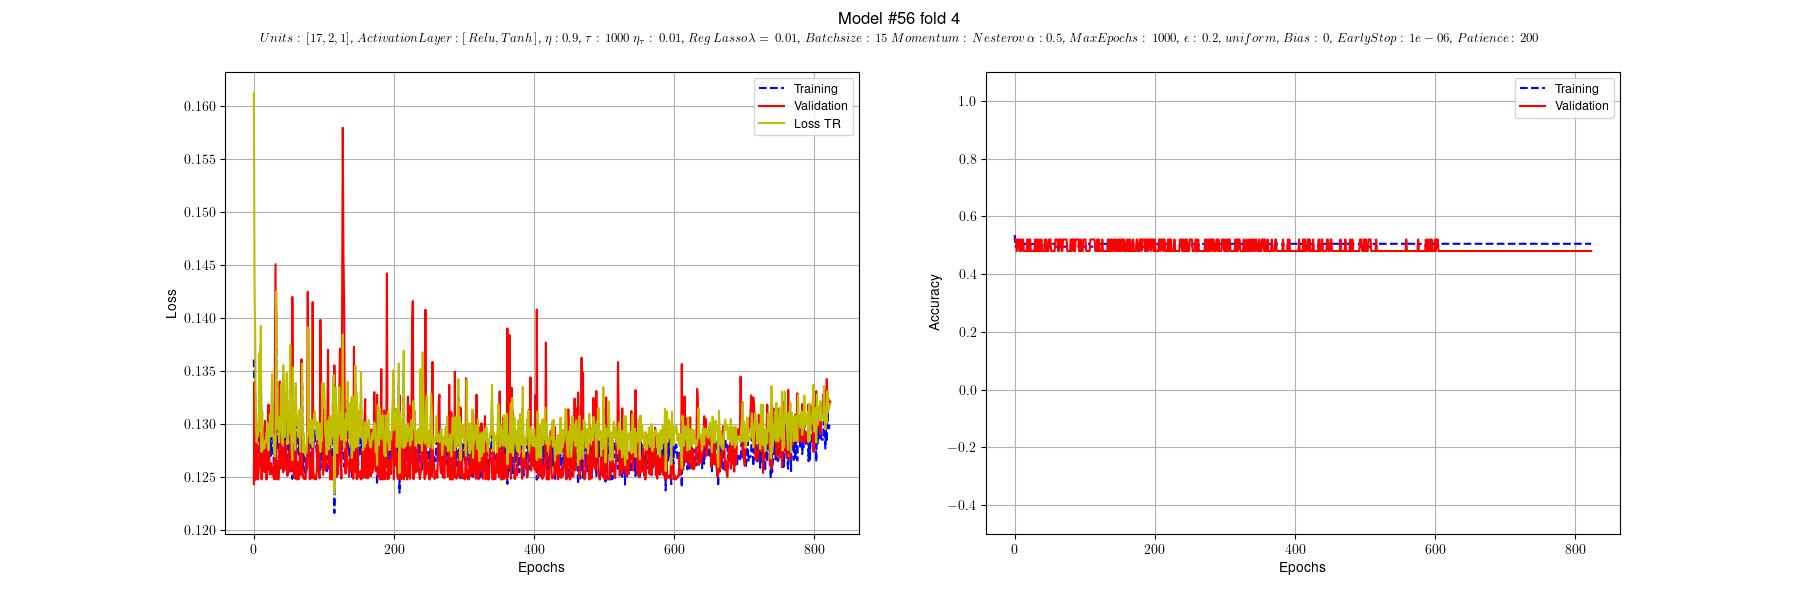 Model #56 fold 4
Units : [17, 2, 1], ActivationLayer : [Relu, Tanh], η : 0.9, τ : 1000 ητ : 0.01, Reg Lassoλ = 0.01, Batchsize : 15 Momentum : Nesterov α : 0.5, MaxEpochs : 1000, ϵ : 0.2, uniform, Bias : 0, EarlyStop : 1e − 06, Patience : 200
Loss
0.160
0.155
0.150
0.145
0.140
0.135
0.130
0.125
0.120
Training
Validation
Loss TR
0 200 400 600 800
Epochs
Accuracy
1.0
0.8
0.6
0.4
0.2
0.0
−0.2
−0.4
Training
Validation
0 200 400 600 800
Epochs